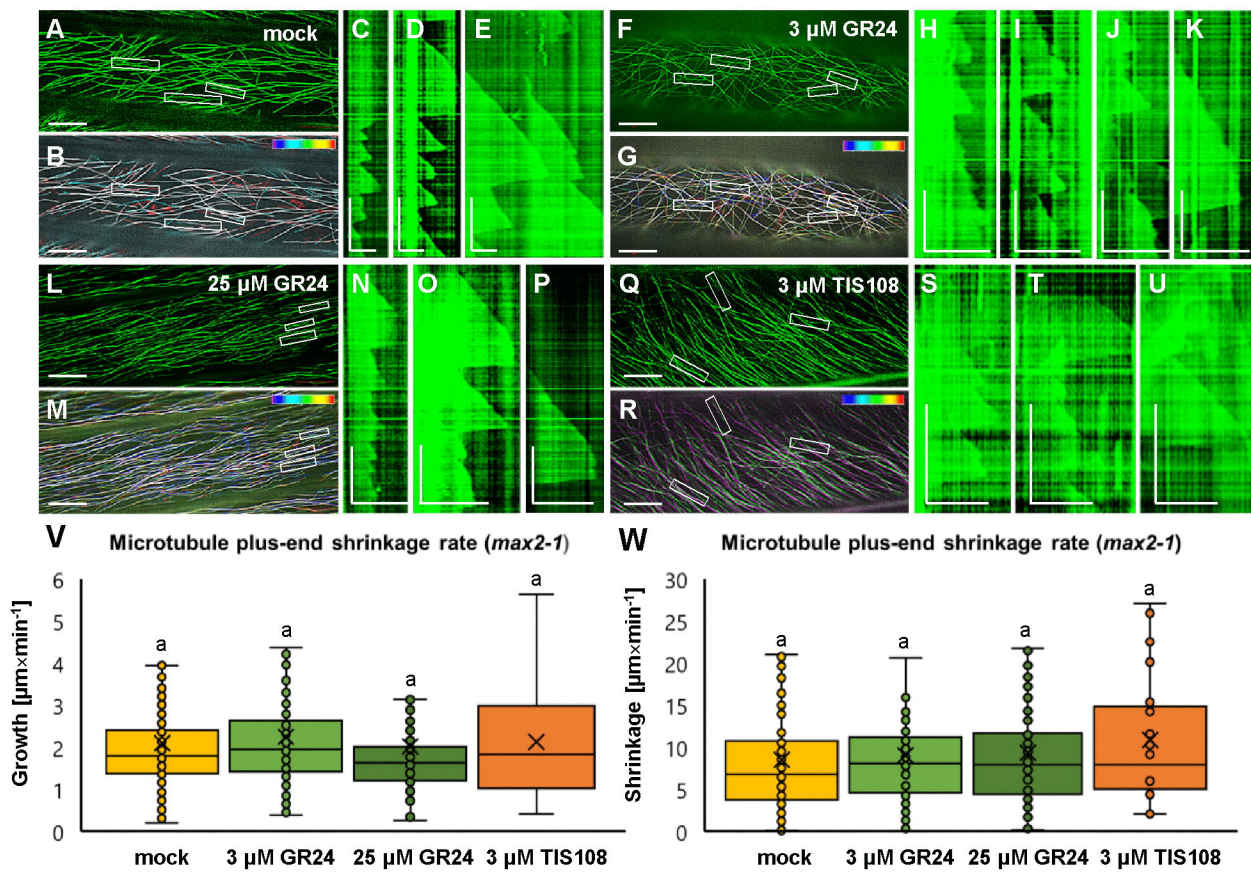 A mock C D E F 3 µM GR24 H I J K
B G
L 25 µM GR24 N O P Q 3 µM TIS108 S T U
M R
V Microtubule plus-end shrinkage rate (max2-1)
W Microtubule plus-end shrinkage rate (max2-1)
Growth [µm×min-1]
6
5
4
3
2
1
0
a a a a
mock 3 µM GR24 25 µM GR24 3 µM TIS108
Shrinkage [µm×min-1]
30
25
20
15
10
5
0
a a a a
mock 3 µM GR24 25 µM GR24 3 µM TIS108